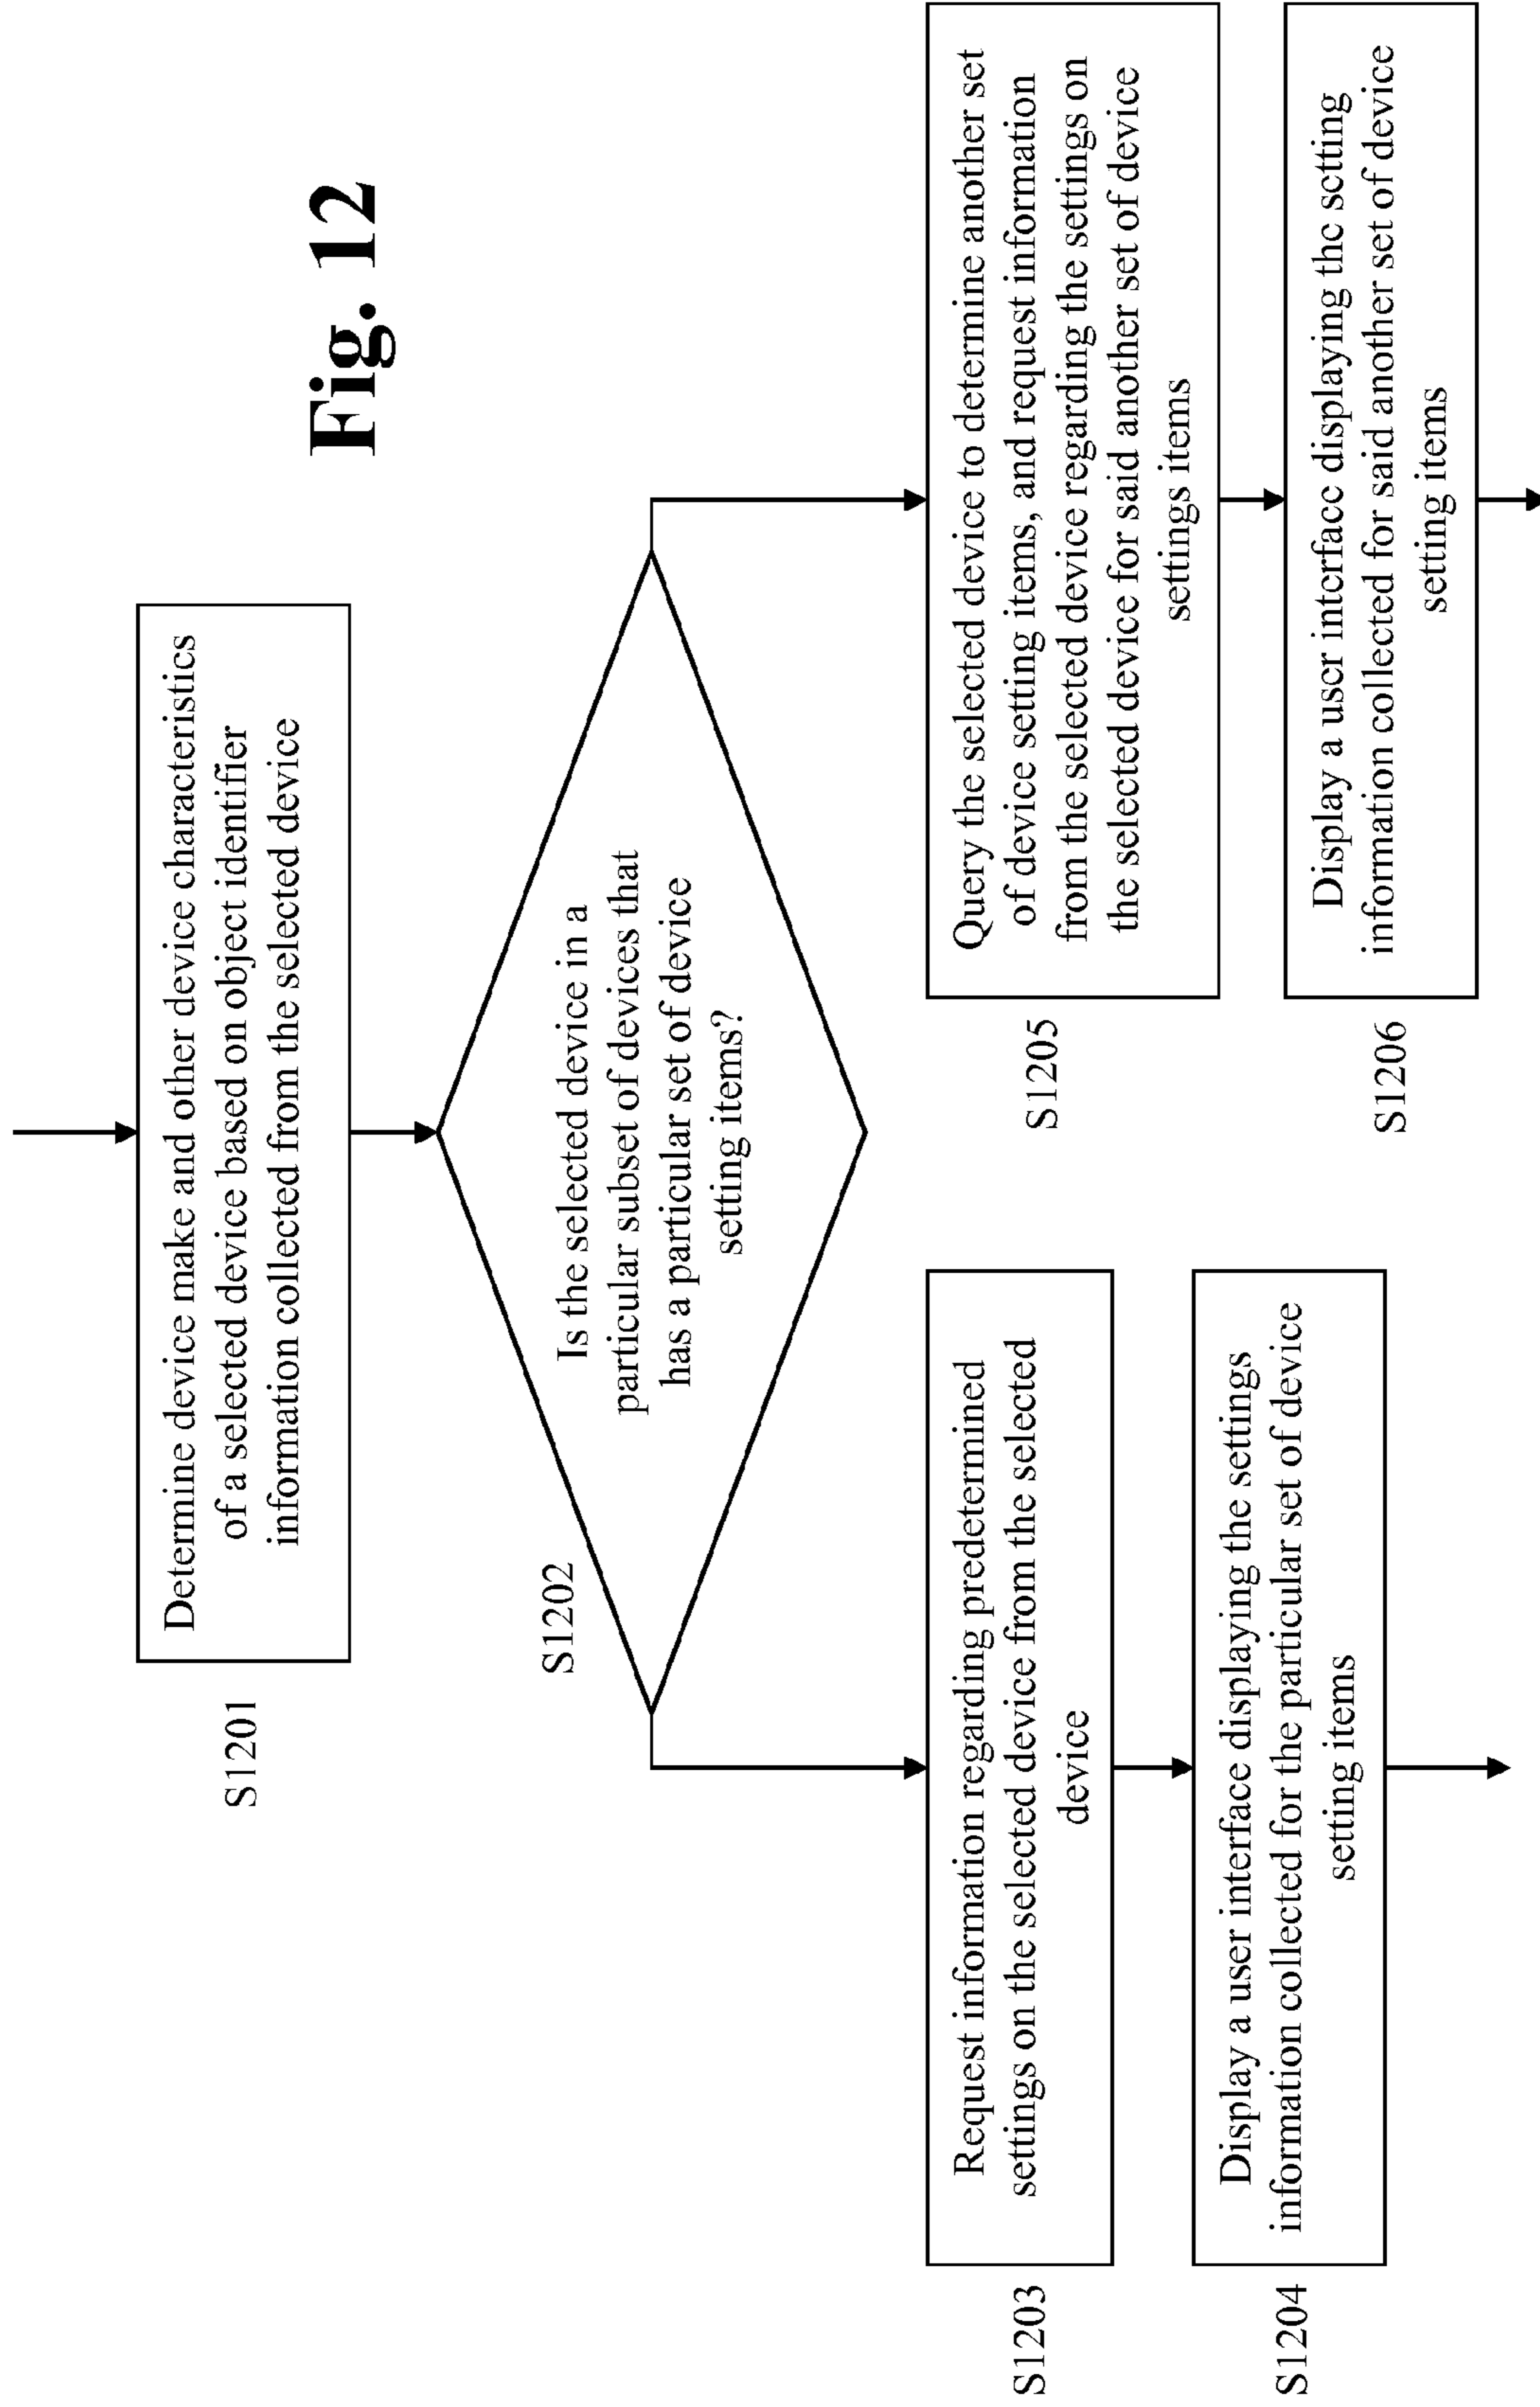 Fig. 12
S1201
Determine device make and other device characteristics
of a selected device based on object identifier
information collected from the selected device
S1202
Is the selected device in a
particular subset of devices that
has a particular set of device
setting items?
S1203
Request information regarding predetermined
settings on the selected device from the selected
device
S1204
Display a user interface displaying the settings
information collected for the particular set of device
setting items
S1205
Query the selected device to determine another set
of device setting items, and request information
from the selected device regarding the settings on
the selected device for said another set of device
settings items
S1206
Display a user interface displaying the setting
information collected for said another set of device
setting items